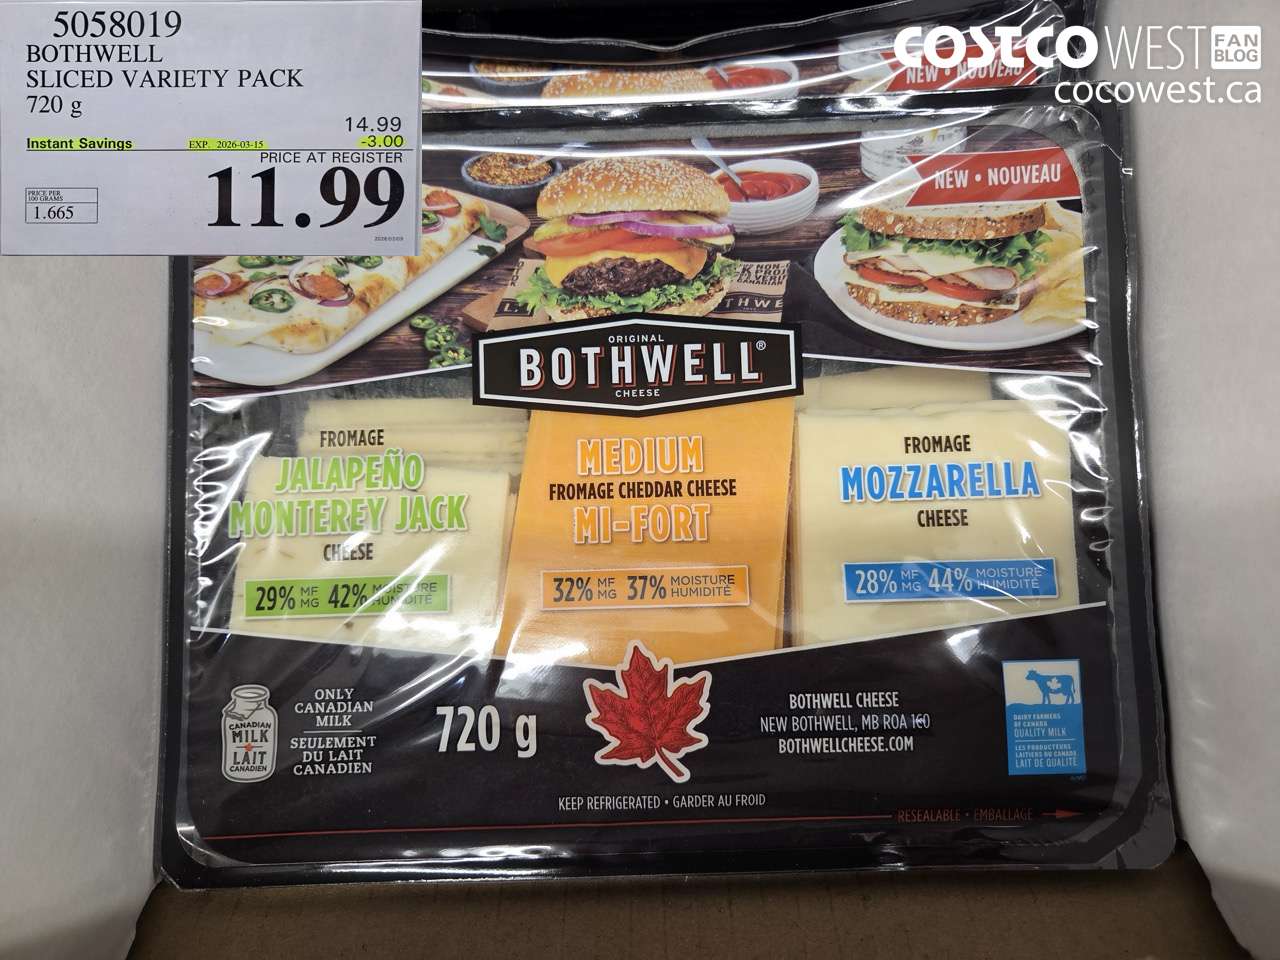 5058019
BOTHWELL
SLICED VARIETY PACK
720 g
14.99
Instant Savings EXP. 2026-03-15 -3.00
PRICE AT REGISTER
11.99
PRICE PER
100 GRAMS
1.665
COSTCO WEST FAN BLOG
cocowest.ca
NEW • NOUVEAU
NEW • NOUVEAU
ORIGINAL
BOTHWELL®
CHEESE
FROMAGE
JALAPEÑO
MONTEREY JACK
CHEESE
29% MF MG 42% MOISTURE HUMIDITÉ
MEDIUM
FROMAGE CHEDDAR CHEESE
MI-FORT
32% MF MG 37% MOISTURE HUMIDITÉ
FROMAGE
MOZZARELLA
CHEESE
28% MF MG 44% MOISTURE HUMIDITÉ
CANADIAN
MILK
LAIT
CANADIEN
ONLY
CANADIAN
MILK
SEULEMENT
DU LAIT
CANADIEN
720 g
BOTHWELL CHEESE
NEW BOTHWELL, MB R0A 1C0
BOTHWELLCHEESE.COM
DAIRY FARMERS
OF CANADA
QUALITY MILK
LES PRODUCTEURS
LAITIERS DU CANADA
LAIT DE QUALITÉ
KEEP REFRIGERATED • GARDER AU FROID
RESEALABLE • EMBALLAGE